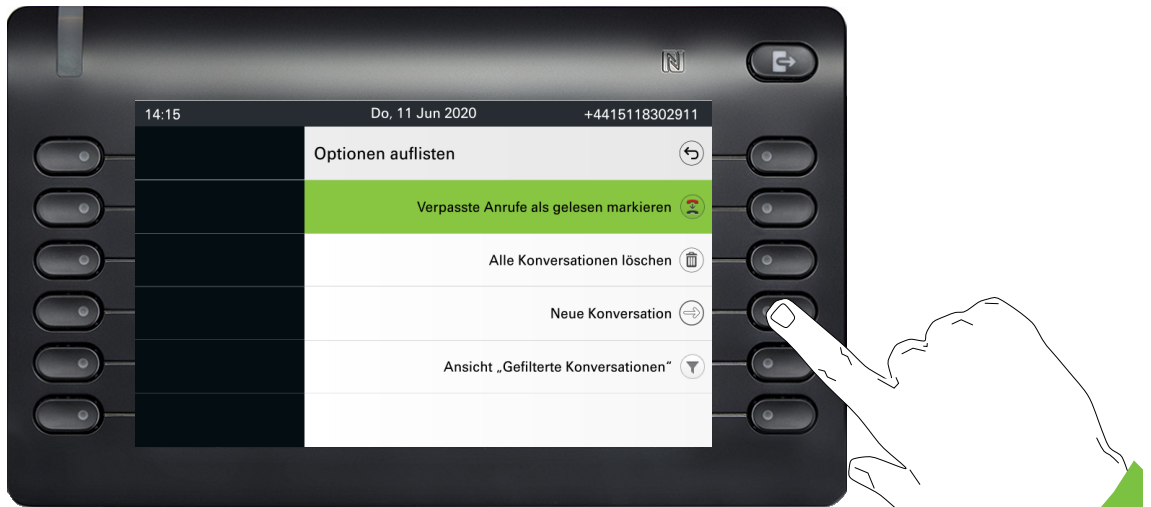 14:15 Do, 11 Jun 2020 +4415118302911
Optionen auflisten
Verpasste Anrufe als gelesen markieren
Alle Konversationen löschen
Neue Konversation
Ansicht „Gefilterte Konversationen“